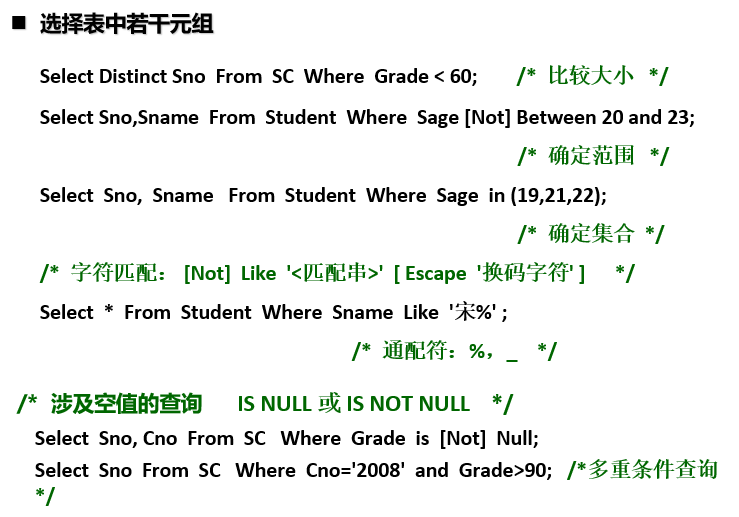 ■ 选择表中若干元组
Select Distinct Sno From SC Where Grade < 60; /* 比较大小 */
Select Sno,Sname From Student Where Sage [Not] Between 20 and 23;
/* 确定范围 */
Select Sno, Sname From Student Where Sage in (19,21,22);
/* 确定集合 */
/* 字符匹配： [Not] Like '<匹配串>' [ Escape '换码字符' ] */
Select * From Student Where Sname Like '宋%' ;
/* 通配符：%，_ */
/* 涉及空值的查询 IS NULL 或 IS NOT NULL */
Select Sno, Cno From SC Where Grade is [Not] Null;
Select Sno From SC Where Cno='2008' and Grade>90; /*多重条件查询
*/